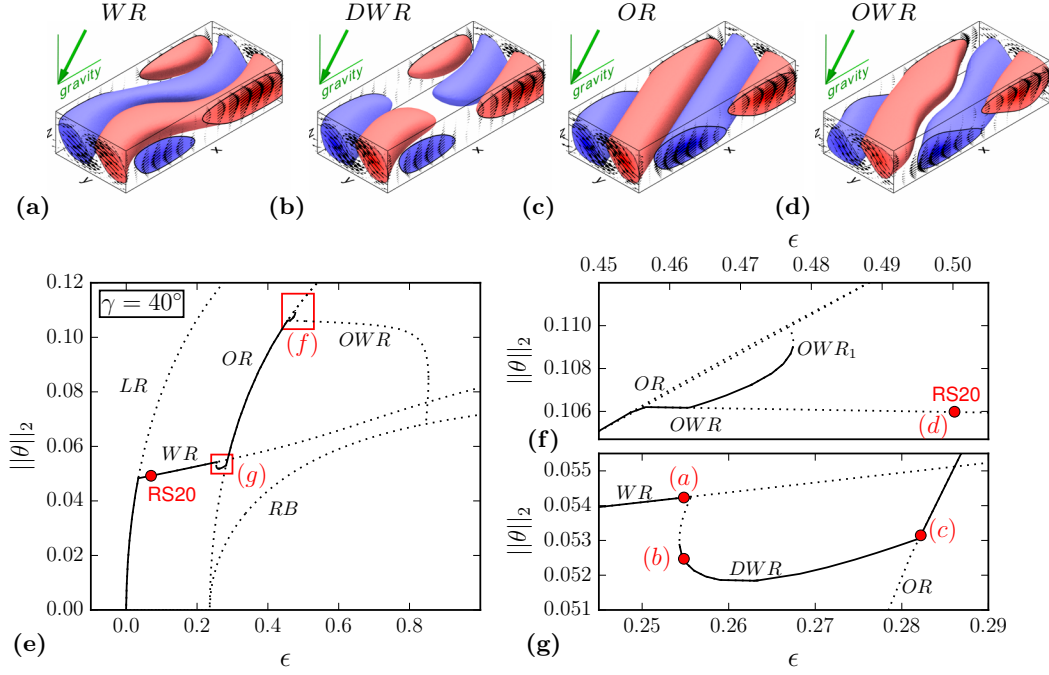 WR DWR OR OWR
gravity gravity gravity gravity
z x y
z x y
z x y
z x y
(a) (b) (c) (d)
γ = 40°
LR
OR
OWR
WR
RB
RS20
(f)
(g)
||θ||₂
0.12
0.10
0.08
0.06
0.04
0.02
0.00
0.0 0.2 0.4 0.6 0.8
ϵ
(e)
ϵ
0.45 0.46 0.47 0.48 0.49 0.50
||θ||₂
0.110
0.108
0.106
OR
OWR
OWR₁
RS20
(d)
(f)
||θ||₂
0.055
0.054
0.053
0.052
0.051
WR
(a)
(b)
DWR
(c)
OR
0.25 0.26 0.27 0.28 0.29
ϵ
(g)